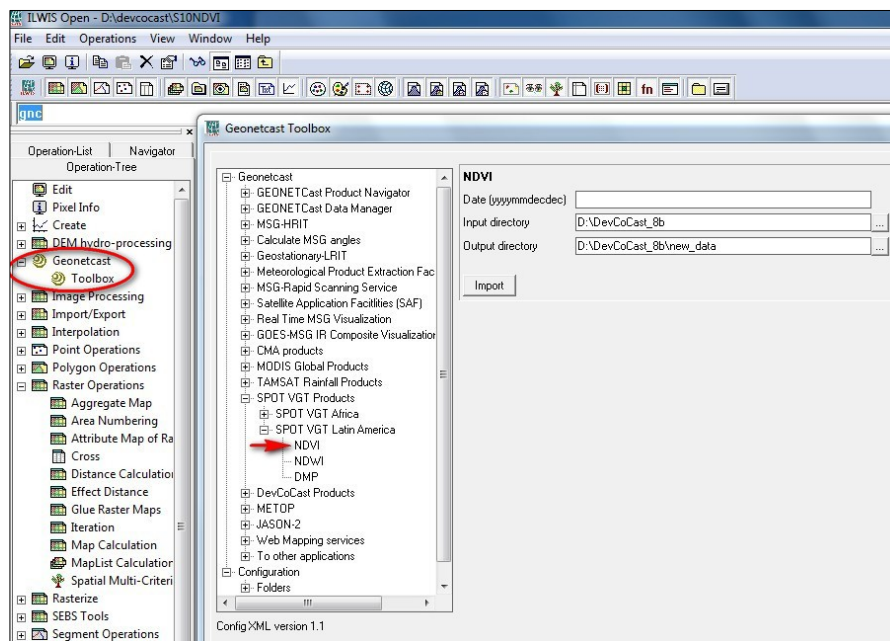 ILWIS Open - D:\devcocast\S10NDVI
File Edit Operations View Window Help
gnc
Operation-List Navigator
Operation-Tree
Edit
Pixel Info
Create
DEM hydro-processing
Geonetcast
Toolbox
Image Processing
Import/Export
Interpolation
Point Operations
Polygon Operations
Raster Operations
Aggregate Map
Area Numbering
Attribute Map of Ra
Cross
Distance Calculation
Effect Distance
Glue Raster Maps
Iteration
Map Calculation
MapList Calculation
Spatial Multi-Criteri
Rasterize
SEBS Tools
Segment Operations
Geonetcast Toolbox
Geonetcast
GEONETCast Product Navigator
GEONETCast Data Manager
MSG-HRIT
Calculate MSG angles
Geostationary-LRIT
Meteorological Product Extraction Fac
MSG-Rapid Scanning Service
Satellite Application Facitlities (SAF)
Real Time MSG Visualization
GOES-MSG IR Composite Visualization
CMA products
MODIS Global Products
TAMSAT Rainfall Products
SPOT VGT Products
SPOT VGT Africa
SPOT VGT Latin America
NDVI
NDWI
DMP
DevCoCast Products
METOP
JASON-2
Web Mapping services
To other applications
Configuration
Folders
Config XML version 1.1
NDVI
Date (yyyymmdecdec)
Input directory D:\DevCoCast_8b ...
Output directory D:\DevCoCast_8b\new_data ...
Import